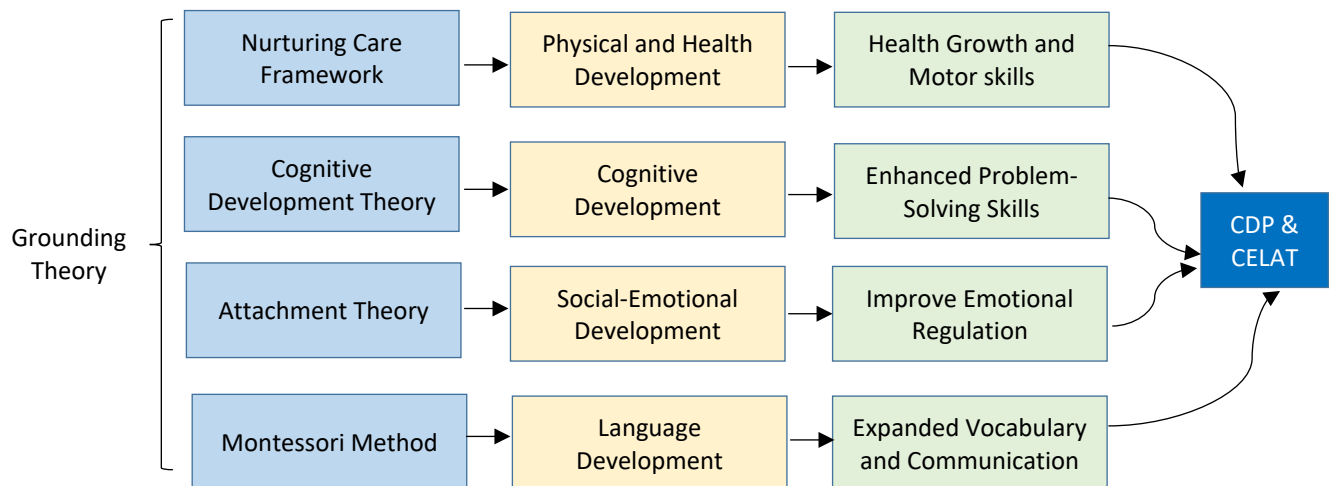 Grounding
Theory
Nurturing Care
Framework
Physical and Health
Development
Health Growth and
Motor skills
Cognitive
Development Theory
Cognitive
Development
Enhanced Problem-
Solving Skills
Attachment Theory
Social-Emotional
Development
Improve Emotional
Regulation
Montessori Method
Language
Development
Expanded Vocabulary
and Communication
CDP &
CELAT